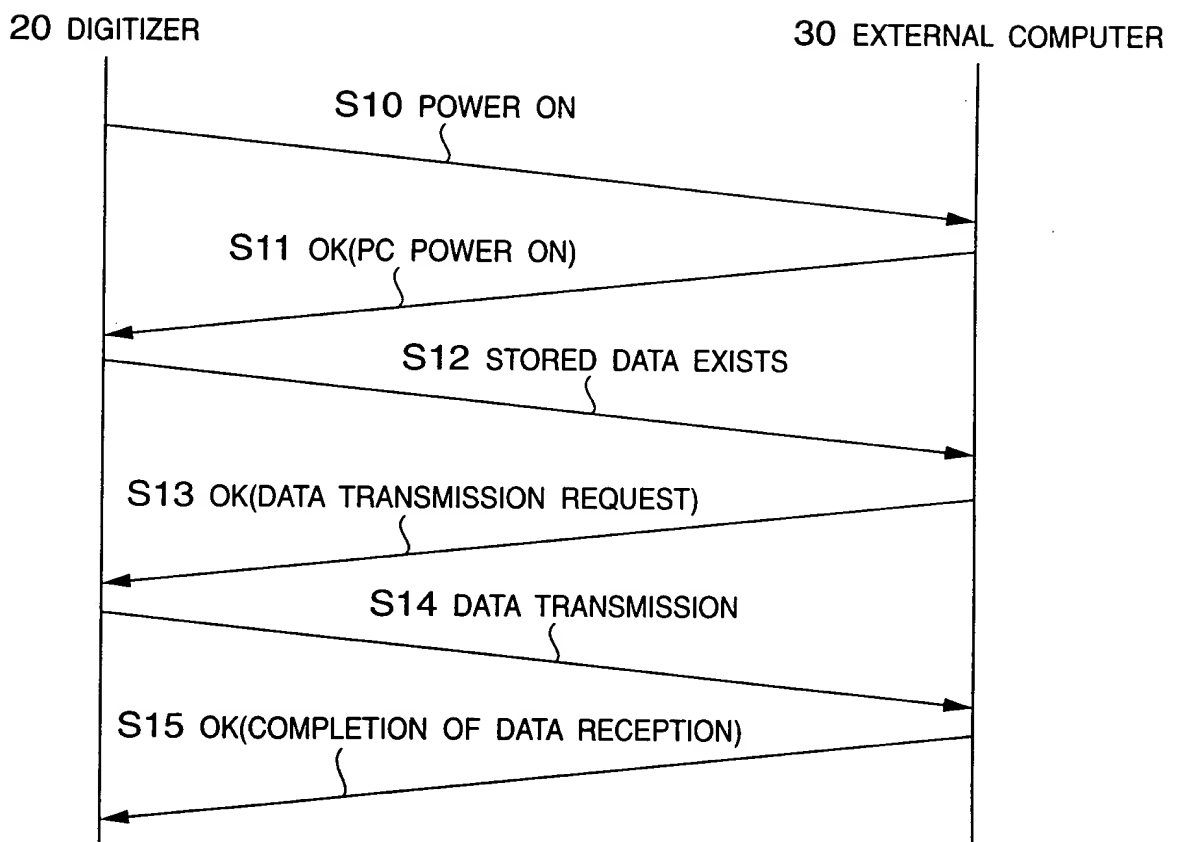 20 DIGITIZER
30 EXTERNAL COMPUTER
S10 POWER ON
S11 OK(PC POWER ON)
S12 STORED DATA EXISTS
S13 OK(DATA TRANSMISSION REQUEST)
S14 DATA TRANSMISSION
S15 OK(COMPLETION OF DATA RECEPTION)